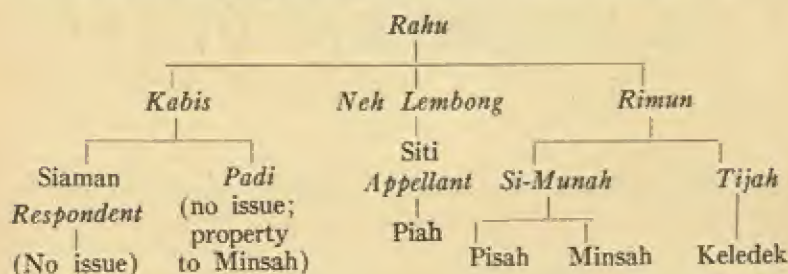 Rahu
Kabis Neh Lembong Rimun
Siaman Padi Siti Si-Munah Tijah
Respondent (no issue; Appellant
(No issue) property Piah Pisah Minsah Keledek
to Minsah)